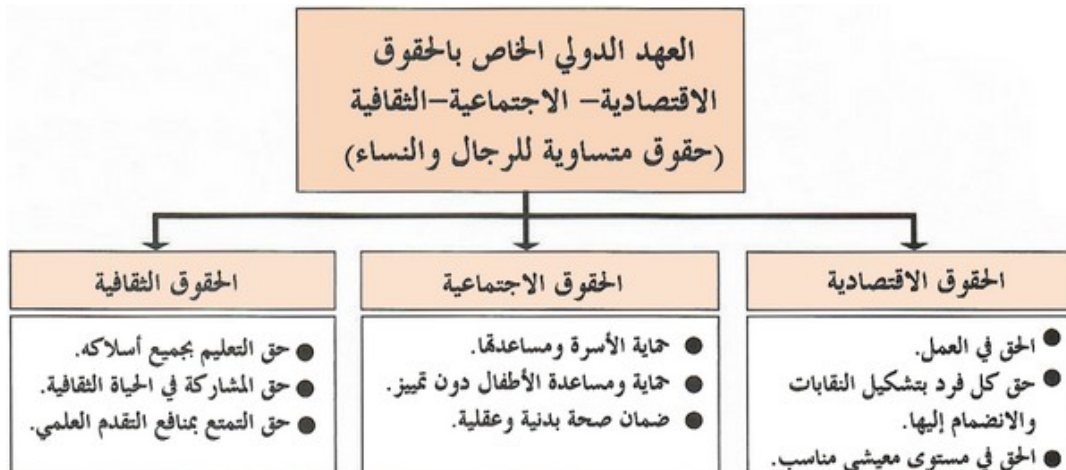 العهد الدولي الخاص بالحقوق
الاقتصادية- الاجتماعية-الثقافية
(حقوق متساوية للرجال والنساء)
الحقوق الاقتصادية
● الحق في العمل.
● حق كل فرد بتشكيل النقابات
والانضمام إليها.
● الحق في مستوى معيشي مناسب.
الحقوق الاجتماعية
● حماية الأسرة ومساعدتها.
● حماية ومساعدة الأطفال دون تمييز.
● ضمان صحة بدنية وعقلية.
الحقوق الثقافية
● حق التعليم بجميع أسلاكه.
● حق المشاركة في الحياة الثقافية.
● حق التمتع بمنافع التقدم العلمي.